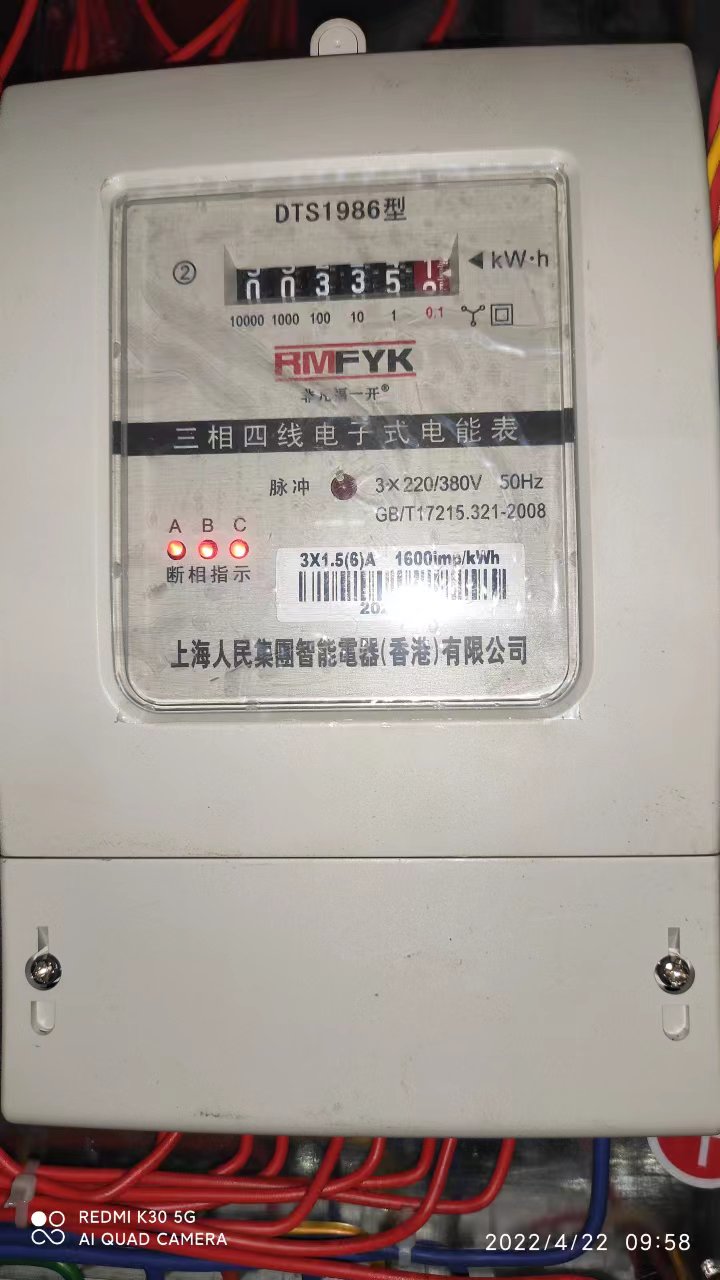 DTS1986型
②
0 0 3 3 5
kW·h
10000 1000 100 10 1 0.1
RMFYK
三相四线电子式电能表
脉冲 3×220/380V 50Hz
GB/T17215.321-2008
A B C
断相指示
3X1.5(6)A 1600imp/kWh
上海人民集團智能電器(香港)有限公司
REDMI K30 5G
AI QUAD CAMERA
2022/4/22 09:58